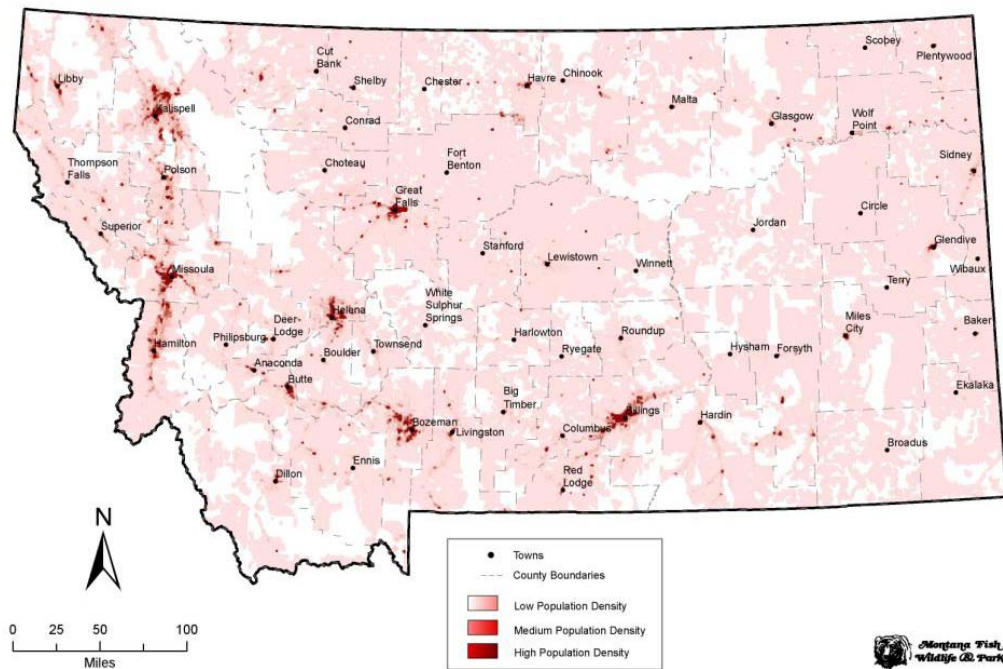 Scobey
Plentywood
Cut
Bank
Shelby
Chester
Havre
Chinook
Libby
Kalispell
Malta
Glasgow
Wolf
Point
Conrad
Choteau
Fort
Benton
Sidney
Thompson
Falls
Polson
Great
Falls
Circle
Superior
Jordan
Stanford
Lewistown
Winnett
Glendive
Wibaux
Missoula
Terry
White
Sulphur
Springs
Helena
Deer
Lodge
Philipsburg
Townsend
Boulder
Harlowton
Ryegate
Roundup
Miles
City
Baker
Hamilton
Hysham
Forsyth
Anaconda
Butte
Ekalaka
Big
Timber
Bozeman
Livingston
Columbus
Billings
Hardin
Broadus
Ennis
Dillon
Red
Lodge
N
0 25 50 100
Miles
Towns
County Boundaries
Low Population Density
Medium Population Density
High Population Density
Montana Fish
Wildlife & Parks